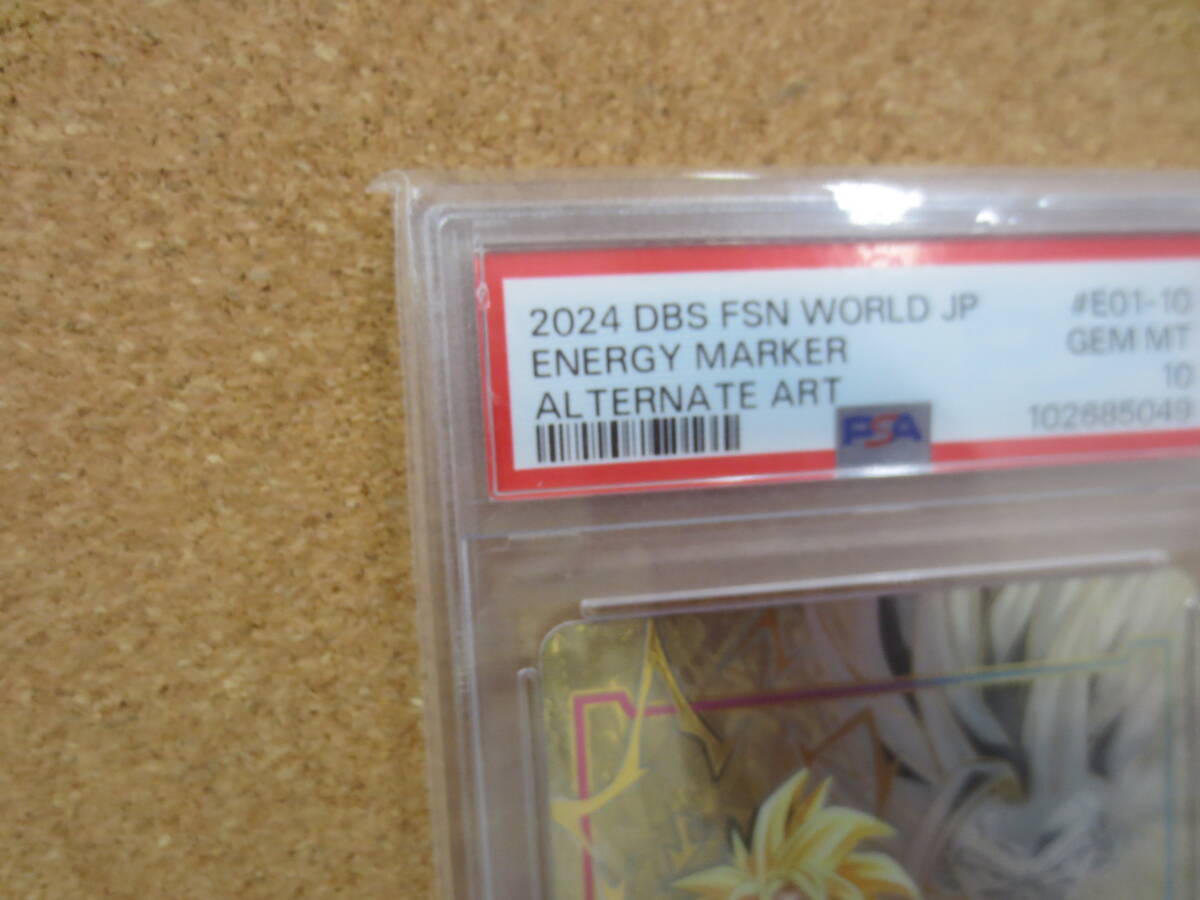 2024 DBS FSN WORLD JP #E01-10
ENERGY MARKER GEM MT
ALTERNATE ART 10
PSA 102685049